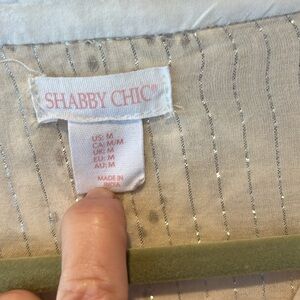 SHABBY CHIC®
US: M
CA: M/M
UK: M
EU: M
AU: M
MADE IN
INDIA